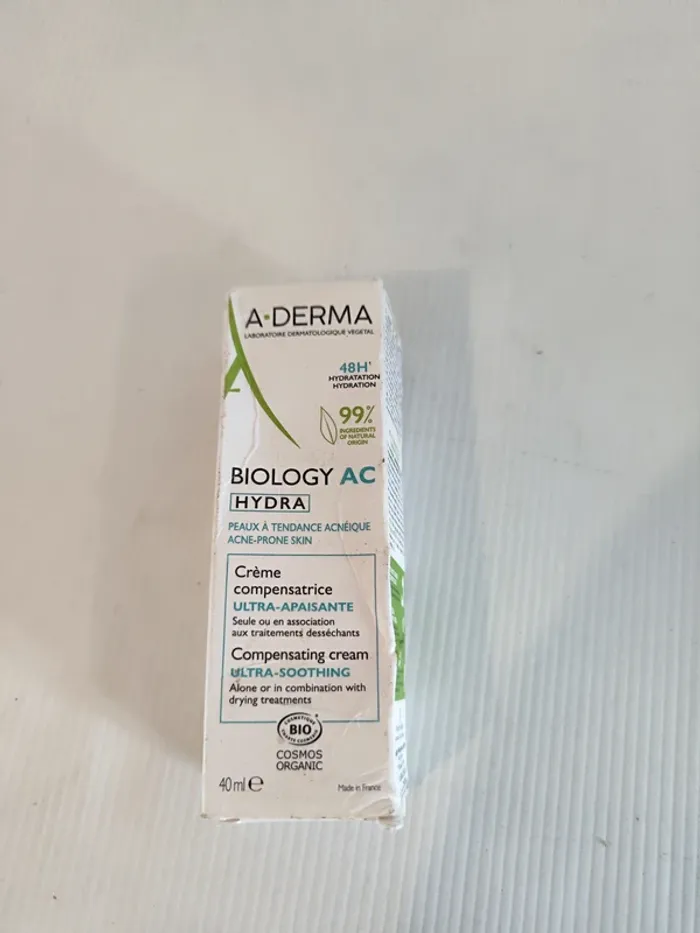 A·DERMA
LABORATOIRE DERMATOLOGIQUE VÉGÉTAL
48H*
HYDRATATION
HYDRATION
99%
INGREDIENTS
OF NATURAL
ORIGIN
BIOLOGY AC
HYDRA
PEAUX À TENDANCE ACNÉIQUE
ACNE-PRONE SKIN
Crème
compensatrice
ULTRA-APAISANTE
Seule ou en association
aux traitements desséchants
Compensating cream
ULTRA-SOOTHING
Alone or in combination with
drying treatments
BIO
COSMOS
ORGANIC
40 ml ℮
Made in France